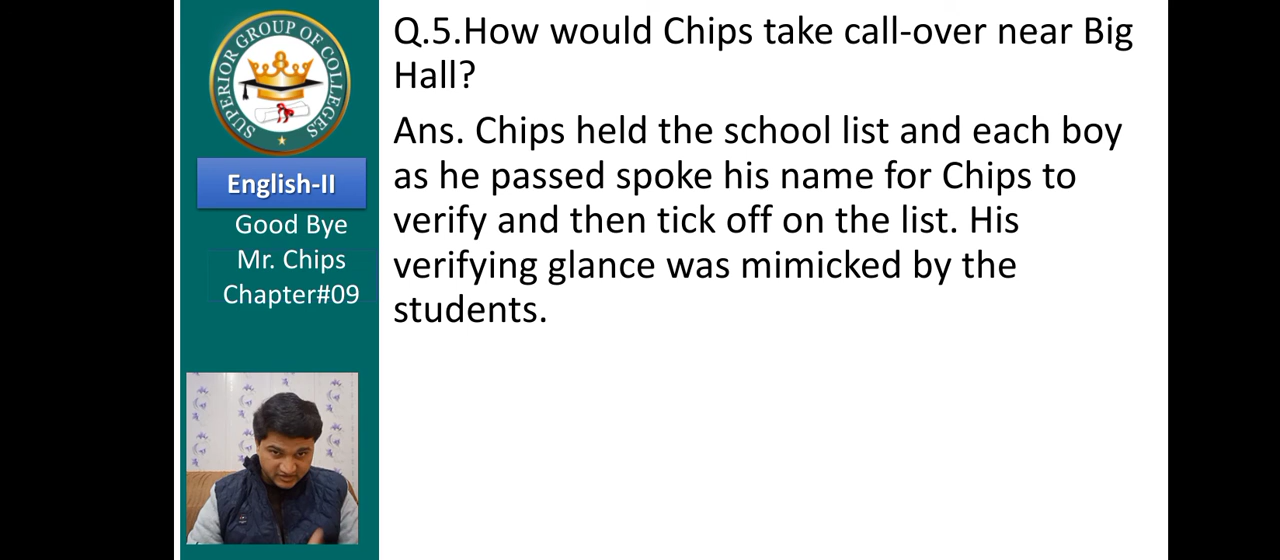 SUPERIOR GROUP OF COLLEGES
English-II
Good Bye
Mr. Chips
Chapter#09
Q.5.How would Chips take call-over near Big
Hall?
Ans. Chips held the school list and each boy
as he passed spoke his name for Chips to
verify and then tick off on the list. His
verifying glance was mimicked by the
students.